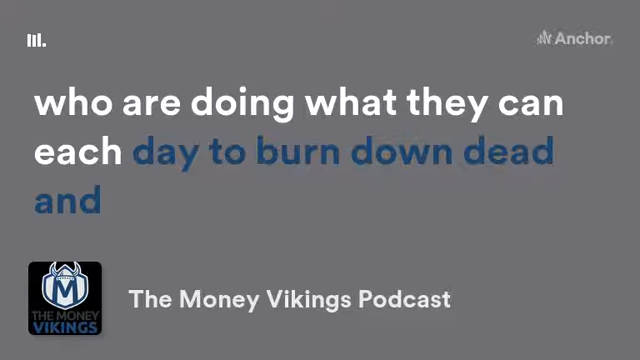 Anchor
who are doing what they can
each day to burn down dead
and
M
THE MONEY
VIKINGS
The Money Vikings Podcast